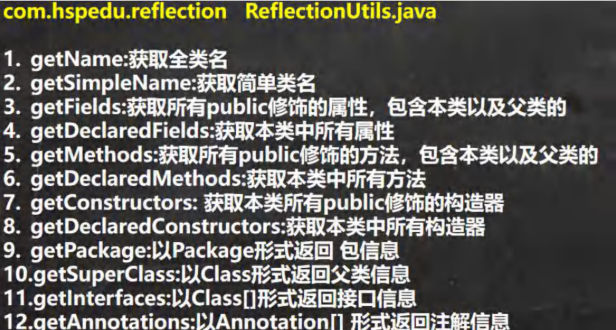 com.hspedu.reflection ReflectionUtils.java
1. getName:获取全类名
2. getSimpleName:获取简单类名
3. getFields:获取所有public修饰的属性，包含本类以及父类的
4. getDeclaredFields:获取本类中所有属性
5. getMethods:获取所有public修饰的方法，包含本类以及父类的
6. getDeclaredMethods:获取本类中所有方法
7. getConstructors: 获取本类所有public修饰的构造器
8. getDeclaredConstructors:获取本类中所有构造器
9. getPackage:以Package形式返回 包信息
10.getSuperClass:以Class形式返回父类信息
11.getInterfaces:以Class[]形式返回接口信息
12.getAnnotations:以Annotation[] 形式返回注解信息